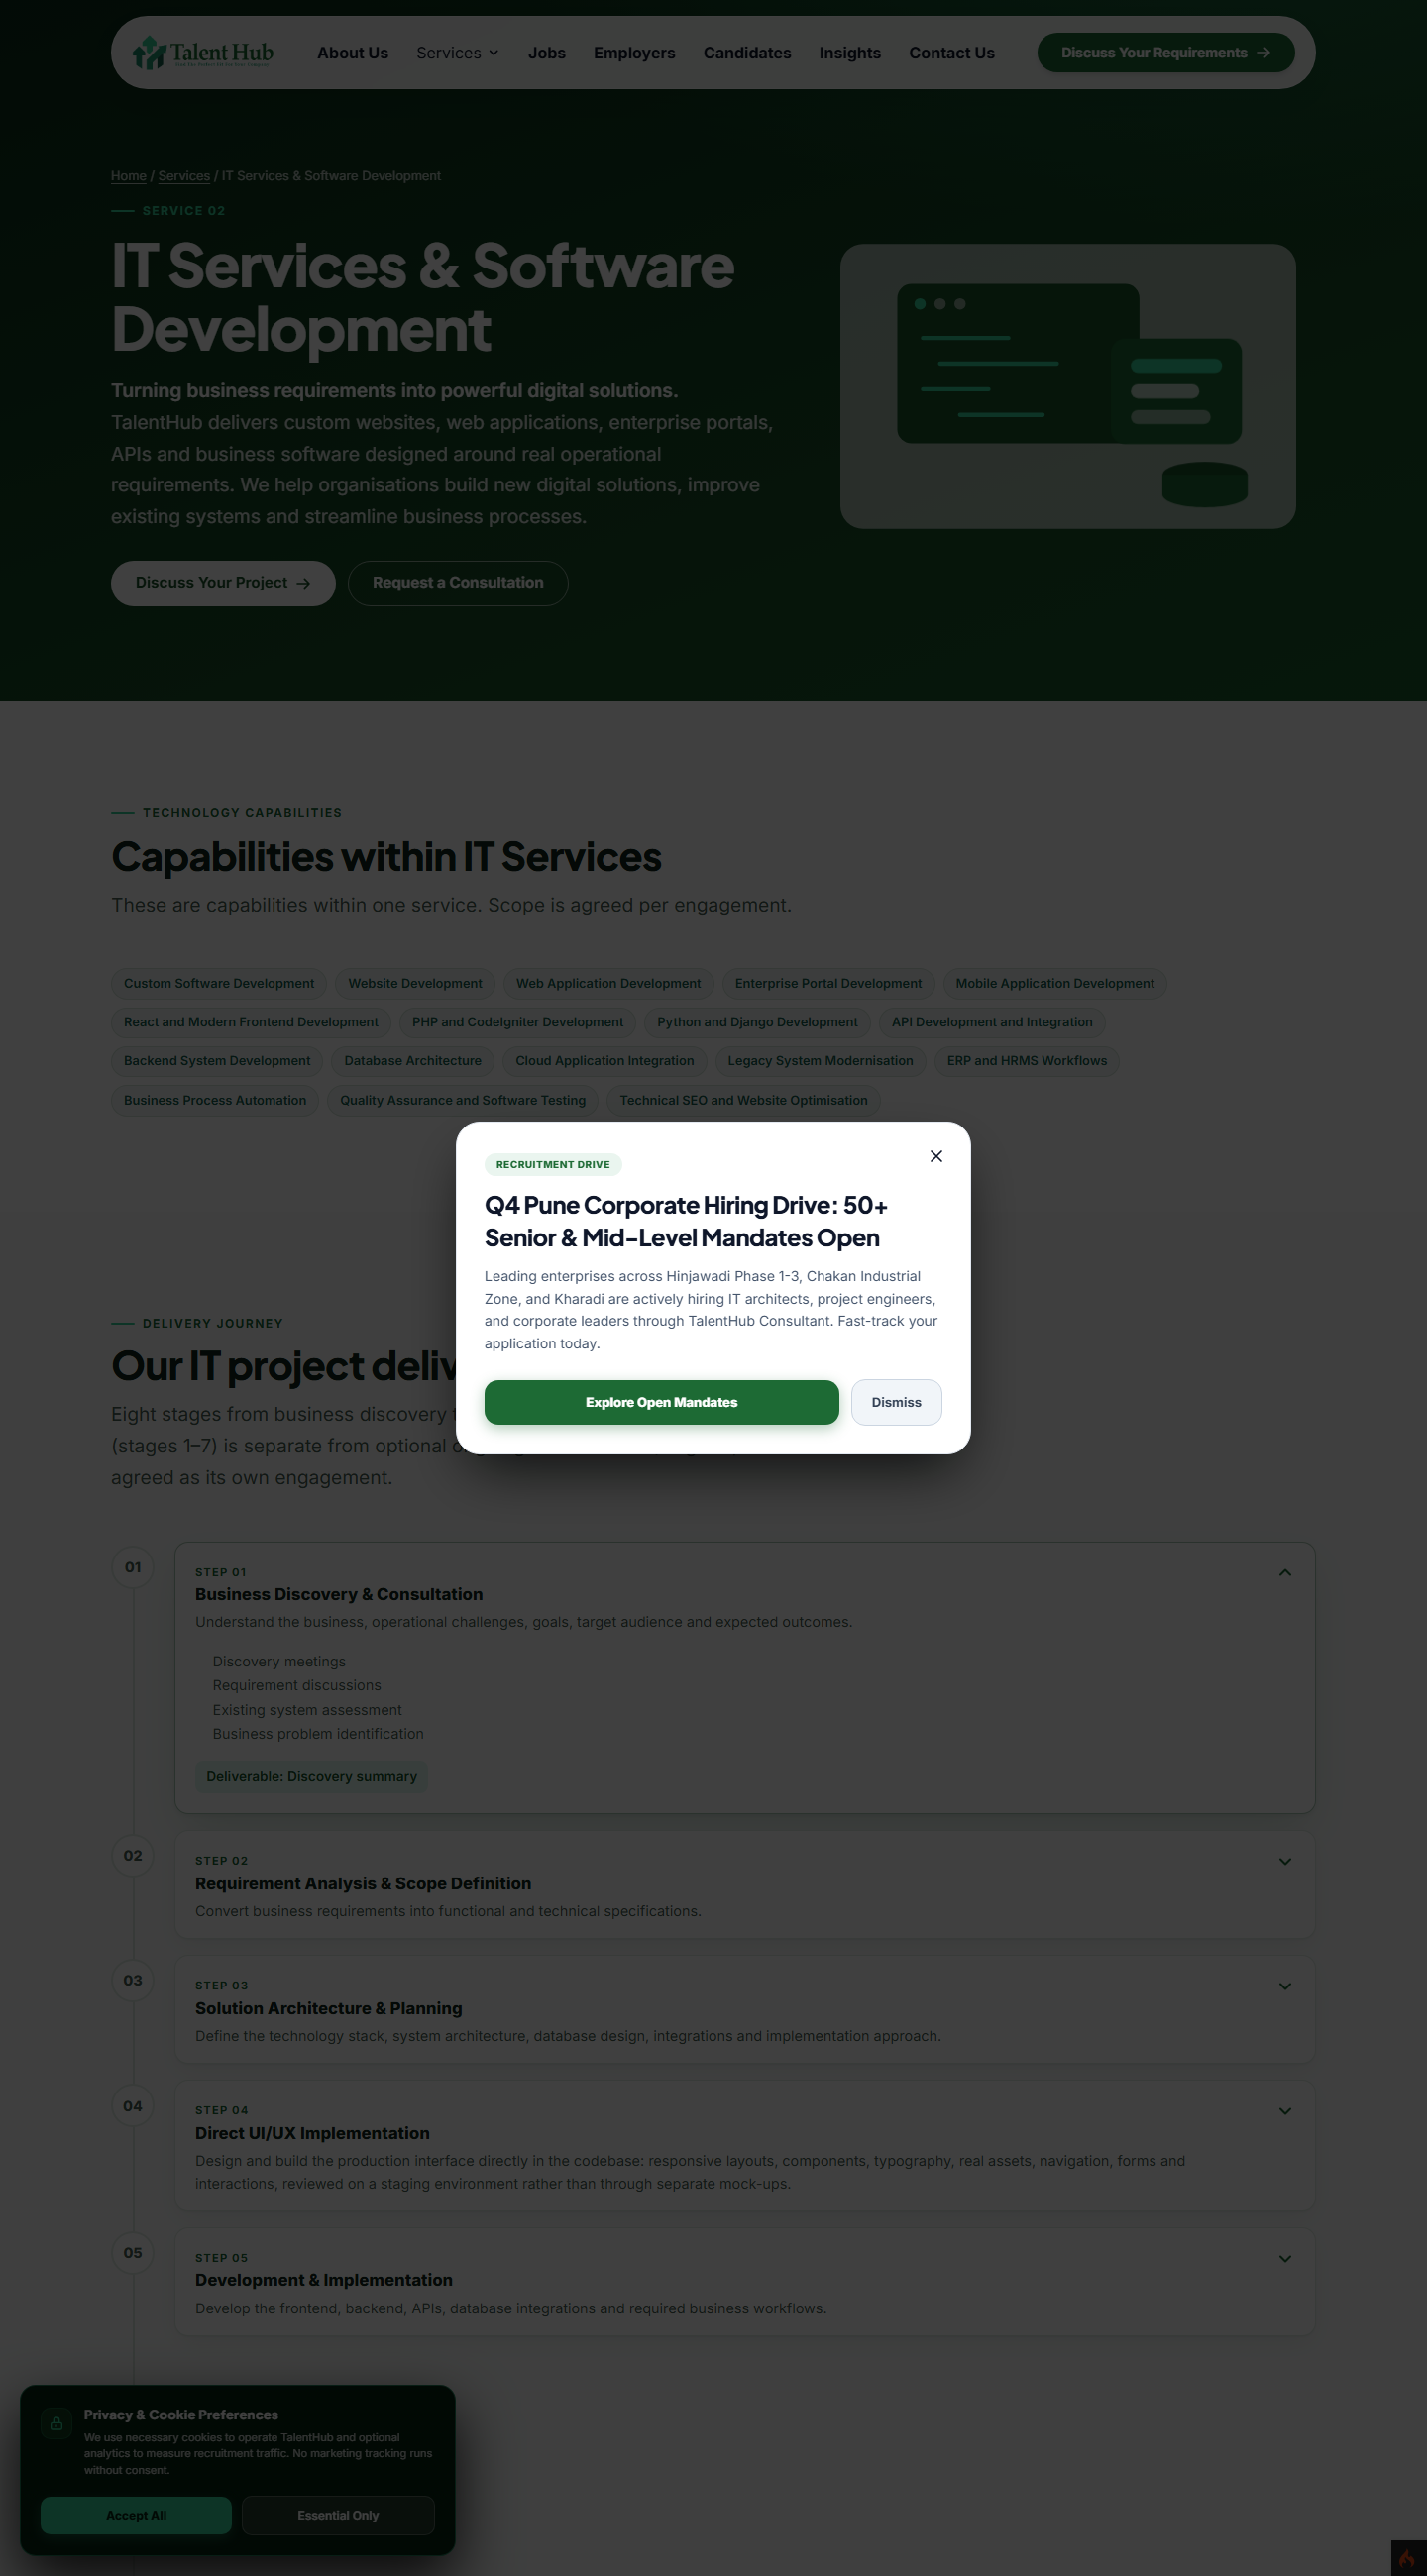 Talent Hub
About Us
Services
Jobs
Employers
Candidates
Insights
Contact Us
Discuss Your Requirements →
Home / Services / IT Services & Software Development
SERVICE 02
IT Services & Software
Development
Turning business requirements into powerful digital solutions.
TalentHub delivers custom websites, web applications, enterprise portals,
APIs and business software designed around real operational
requirements. We help organisations build new digital solutions, improve
existing systems and streamline business processes.
Discuss Your Project →
Request a Consultation
TECHNOLOGY CAPABILITIES
Capabilities within IT Services
These are capabilities within one service. Scope is agreed per engagement.
Custom Software Development
Website Development
Web Application Development
Enterprise Portal Development
Mobile Application Development
React and Modern Frontend Development
PHP and CodeIgniter Development
Python and Django Development
API Development and Integration
Backend System Development
Database Architecture
Cloud Application Integration
Legacy System Modernisation
ERP and HRMS Workflows
Business Process Automation
Quality Assurance and Software Testing
Technical SEO and Website Optimisation
RECRUITMENT DRIVE
Q4 Pune Corporate Hiring Drive: 50+
Senior & Mid-Level Mandates Open
Leading enterprises across Hinjawadi Phase 1-3, Chakan Industrial
Zone, and Kharadi are actively hiring IT architects, project engineers,
and corporate leaders through TalentHub Consultant. Fast-track your
application today.
Explore Open Mandates
Dismiss
DELIVERY JOURNEY
Our IT project
Eight stages from business discovery
(stages 1–7) is separate from optional
agreed as its own engagement.
01
STEP 01
Business Discovery & Consultation
Understand the business, operational challenges, goals, target audience and expected outcomes.
Discovery meetings
Requirement discussions
Existing system assessment
Business problem identification
Deliverable: Discovery summary
02
STEP 02
Requirement Analysis & Scope Definition
Convert business requirements into functional and technical specifications.
03
STEP 03
Solution Architecture & Planning
Define the technology stack, system architecture, database design, integrations and implementation approach.
04
STEP 04
Direct UI/UX Implementation
Design and build the production interface directly in the codebase: responsive layouts, components, typography, real assets, navigation, forms and
interactions, reviewed on a staging environment rather than through separate mock-ups.
05
STEP 05
Development & Implementation
Develop the frontend, backend, APIs, database integrations and required business workflows.
Privacy & Cookie Preferences
We use necessary cookies to operate TalentHub and optional
analytics to measure recruitment traffic. No marketing tracking runs
without consent.
Accept All
Essential Only